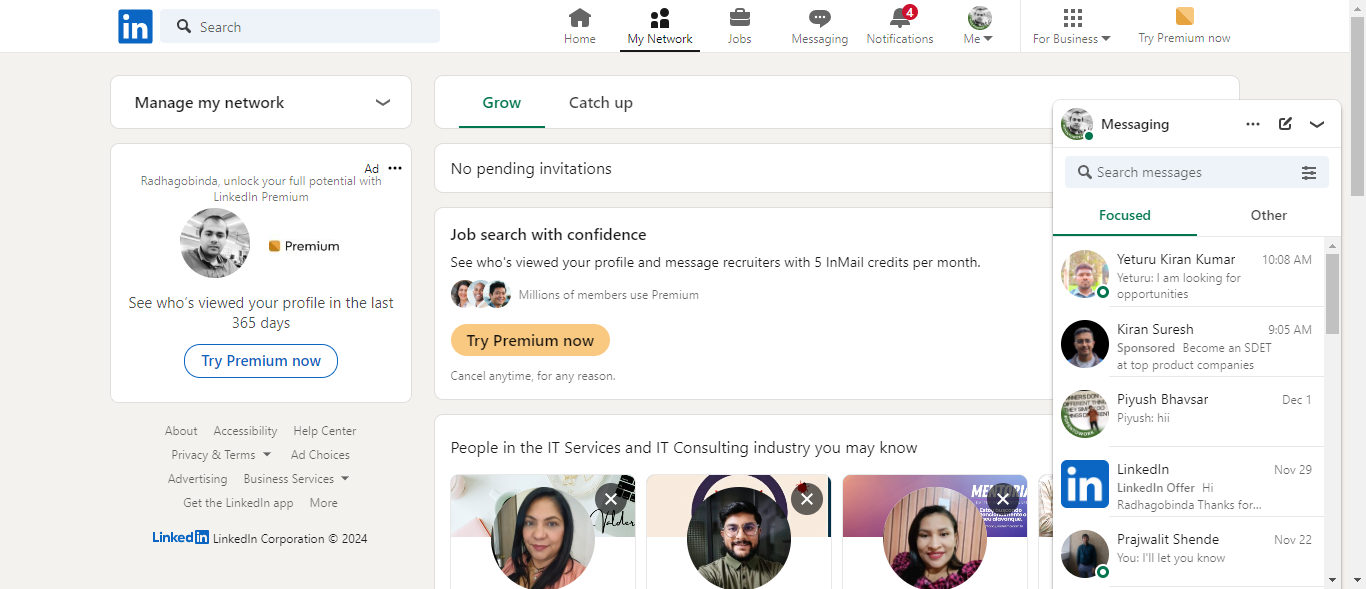 in
Search
Home
My Network
Jobs
Messaging
4
Notifications
Me
For Business
Try Premium now
Manage my network
Ad
Radhagobinda, unlock your full potential with
LinkedIn Premium
Premium
See who's viewed your profile in the last
365 days
Try Premium now
About Accessibility Help Center
Privacy & Terms Ad Choices
Advertising Business Services
Get the LinkedIn app More
LinkedIn LinkedIn Corporation © 2024
Grow Catch up
No pending invitations
Job search with confidence
See who's viewed your profile and message recruiters with 5 InMail credits per month.
Millions of members use Premium
Try Premium now
Cancel anytime, for any reason.
People in the IT Services and IT Consulting industry you may know
Messaging
Search messages
Focused Other
Yeturu Kiran Kumar 10:08 AM
Yeturu: I am looking for
opportunities
Kiran Suresh 9:05 AM
Sponsored Become an SDET
at top product companies
Piyush Bhavsar Dec 1
Piyush: hii
in
LinkedIn Nov 29
LinkedIn Offer Hi
Radhagobinda Thanks for...
Prajwalit Shende Nov 22
You: I'll let you know